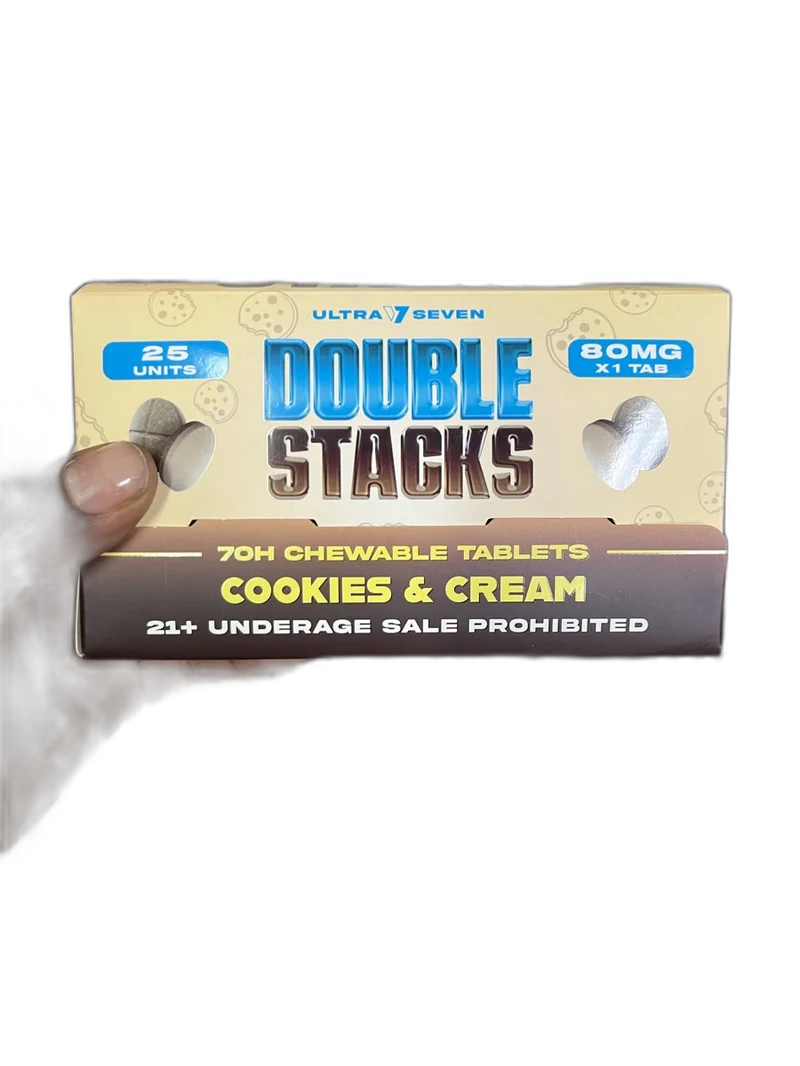 ULTRA 7 SEVEN
25
UNITS
DOUBLE
STACKS
80MG
X1 TAB
7OH CHEWABLE TABLETS
COOKIES & CREAM
21+ UNDERAGE SALE PROHIBITED